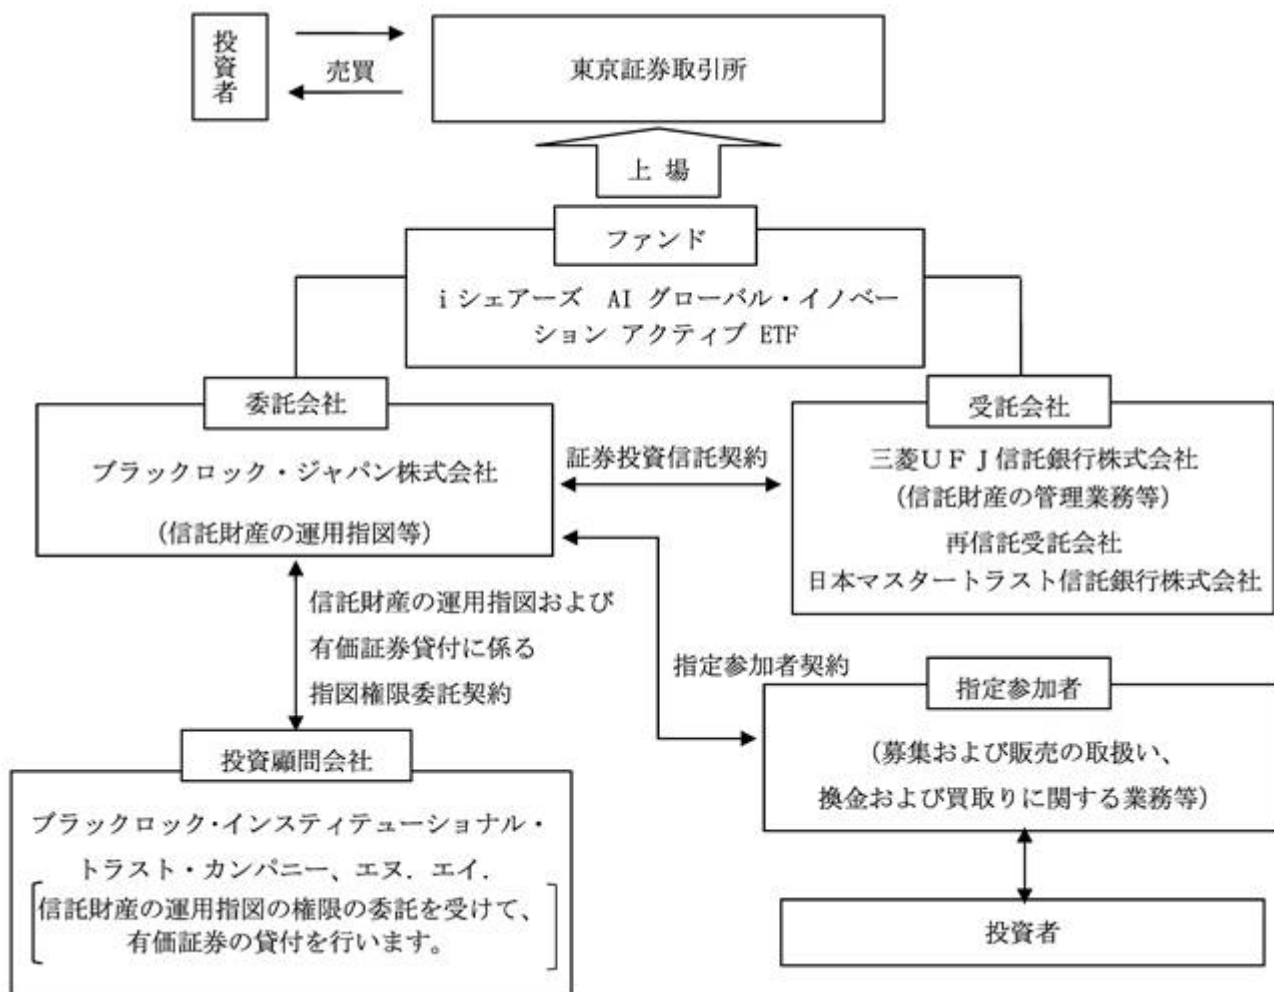 投資者
売買
東京証券取引所
上 場
ファンド
ｉシェアーズ　AI グローバル・イノベー
ション アクティブ ETF
委託会社
ブラックロック・ジャパン株式会社
(信託財産の運用指図等)
証券投資信託契約
受託会社
三菱ＵＦＪ信託銀行株式会社
(信託財産の管理業務等)
再信託受託会社
日本マスタートラスト信託銀行株式会社
信託財産の運用指図および
有価証券貸付に係る
指図権限委託契約
指定参加者契約
指定参加者
(募集および販売の取扱い、
換金および買取りに関する業務等)
投資顧問会社
ブラックロック・インスティテューショナル・
トラスト・カンパニー、エヌ．エイ．
信託財産の運用指図の権限の委託を受けて、
有価証券の貸付を行います。
投資者